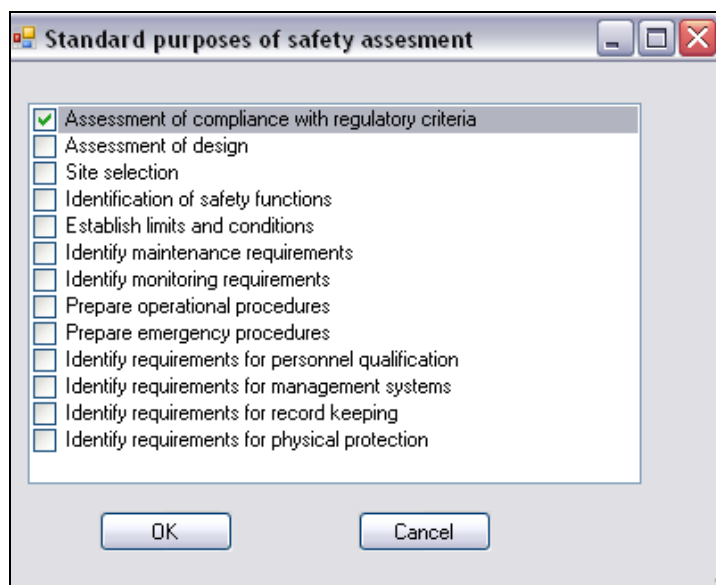 Standard purposes of safety assesment
Assessment of compliance with regulatory criteria
Assessment of design
Site selection
Identification of safety functions
Establish limits and conditions
Identify maintenance requirements
Identify monitoring requirements
Prepare operational procedures
Prepare emergency procedures
Identify requirements for personnel qualification
Identify requirements for management systems
Identify requirements for record keeping
Identify requirements for physical protection
OK Cancel